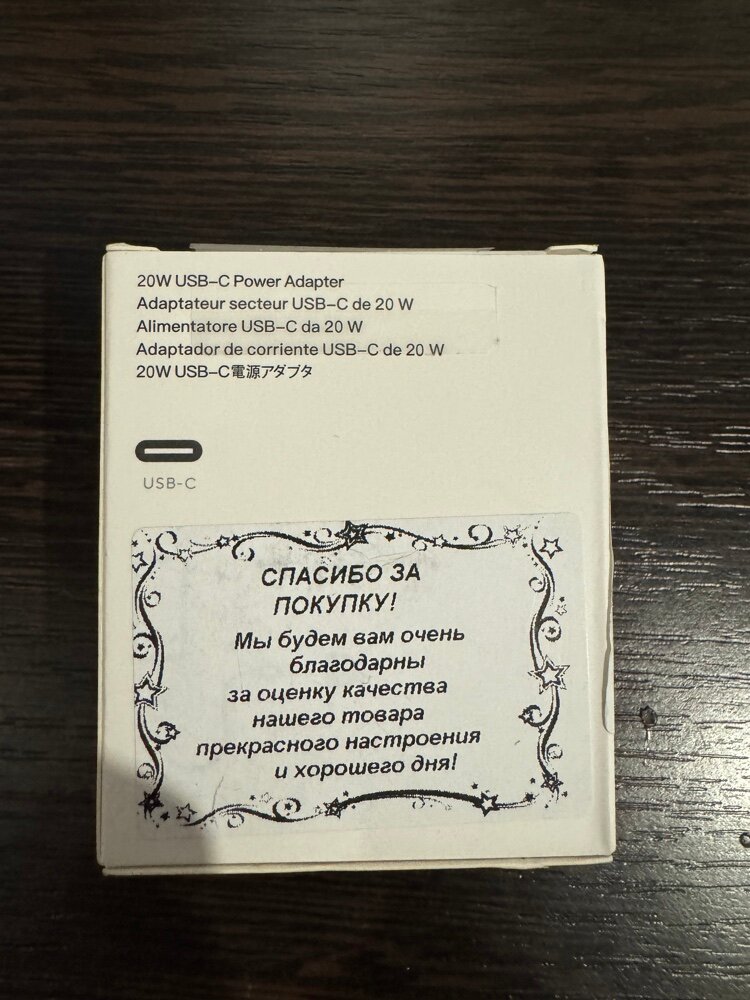 20W USB–C Power Adapter
Adaptateur secteur USB–C de 20 W
Alimentatore USB–C da 20 W
Adaptador de corriente USB–C de 20 W
20W USB–C電源アダプタ
USB-C
СПАСИБО ЗА
ПОКУПКУ!
Мы будем вам очень
благодарны
за оценку качества
нашего товара
прекрасного настроения
и хорошего дня!